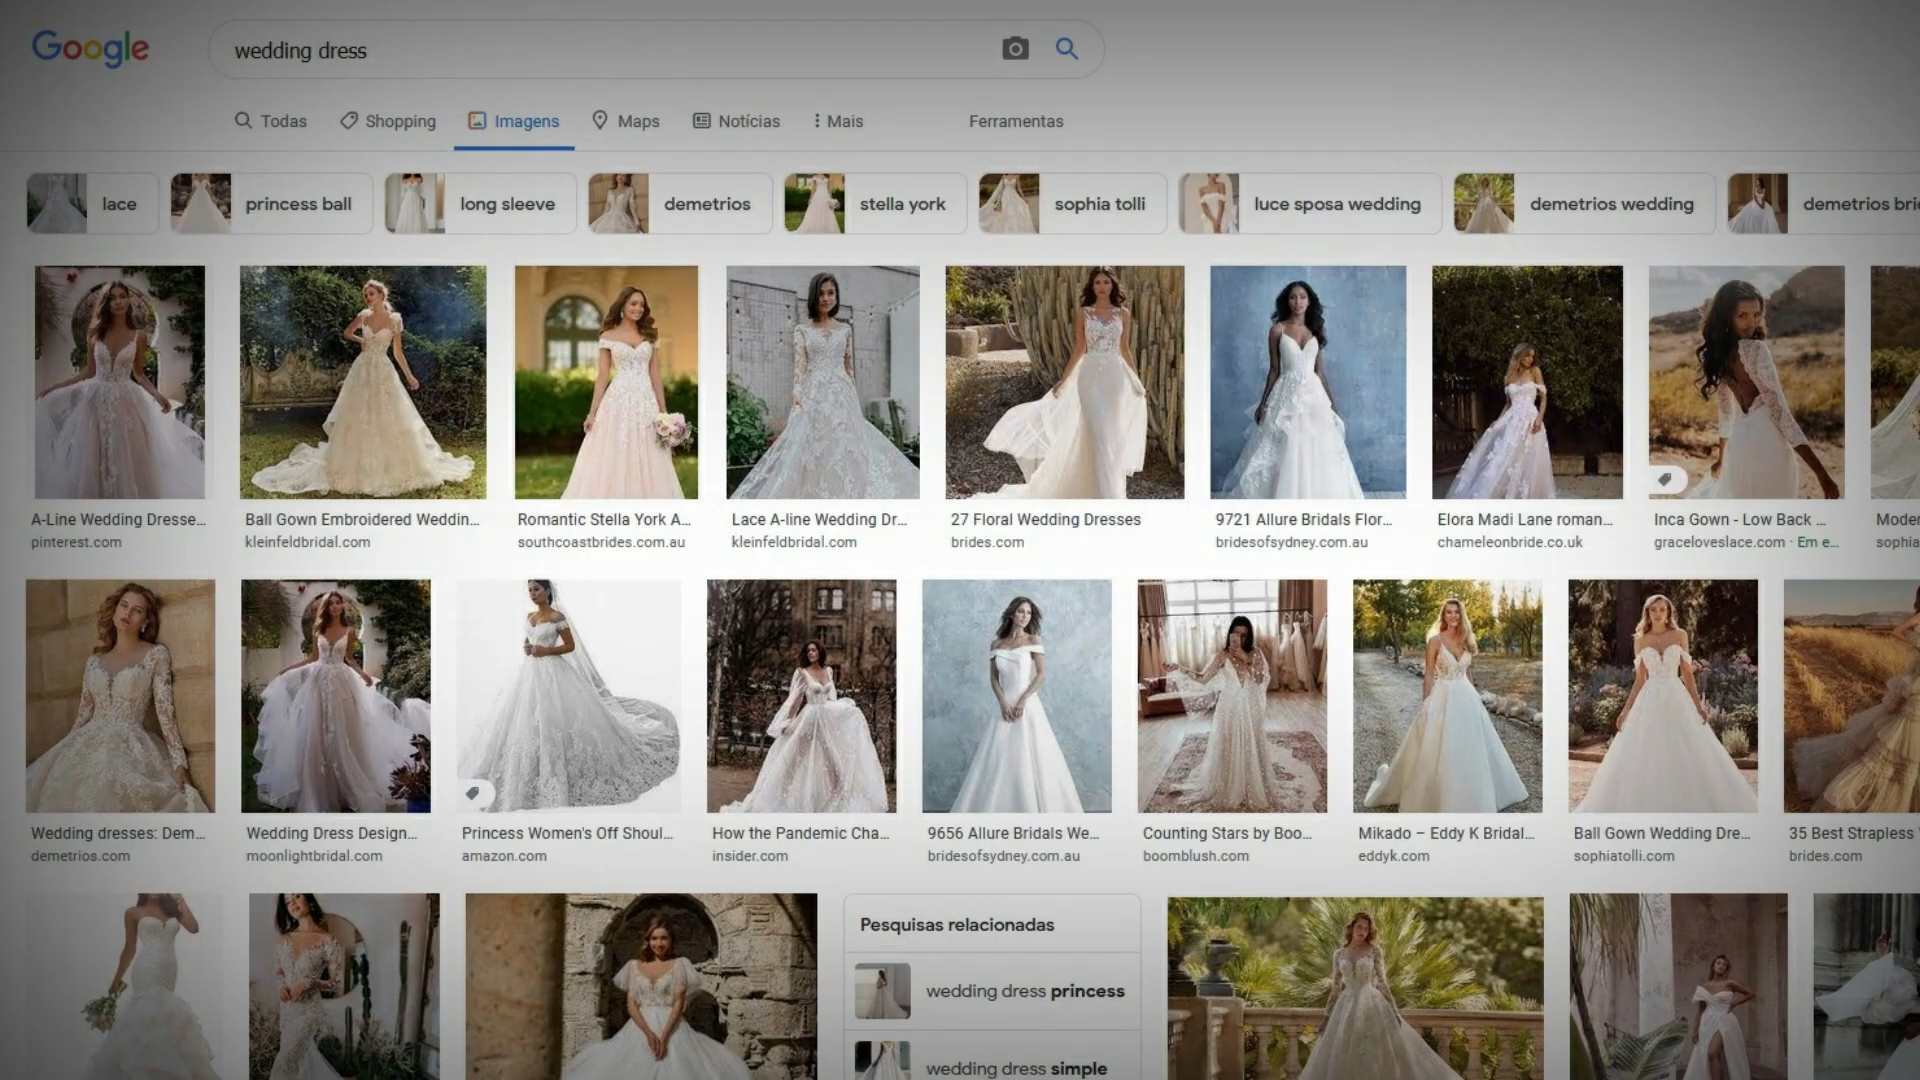 Google
wedding dress
Todas
Shopping
Imagens
Maps
Notícias
Mais
Ferramentas
lace
princess ball
long sleeve
demetrios
stella york
sophia tolli
luce sposa wedding
demetrios wedding
demetrios bri
A-Line Wedding Dresse...
pinterest.com
Ball Gown Embroidered Weddin...
kleinfeldbridal.com
Romantic Stella York A...
southcoastbrides.com.au
Lace A-line Wedding Dr...
kleinfeldbridal.com
27 Floral Wedding Dresses
brides.com
9721 Allure Bridals Flor...
bridesofsydney.com.au
Elora Madi Lane roman...
chameleonbride.co.uk
Inca Gown - Low Back ...
graceloveslace.com · Em e...
Moder
sophia
Wedding dresses: Dem...
demetrios.com
Wedding Dress Design...
moonlightbridal.com
Princess Women's Off Shoul...
amazon.com
How the Pandemic Cha...
insider.com
9656 Allure Bridals We...
bridesofsydney.com.au
Counting Stars by Boo...
boomblush.com
Mikado – Eddy K Bridal...
eddyk.com
Ball Gown Wedding Dre...
sophiatolli.com
35 Best Strapless
brides.com
Pesquisas relacionadas
wedding dress princess
wedding dress simple